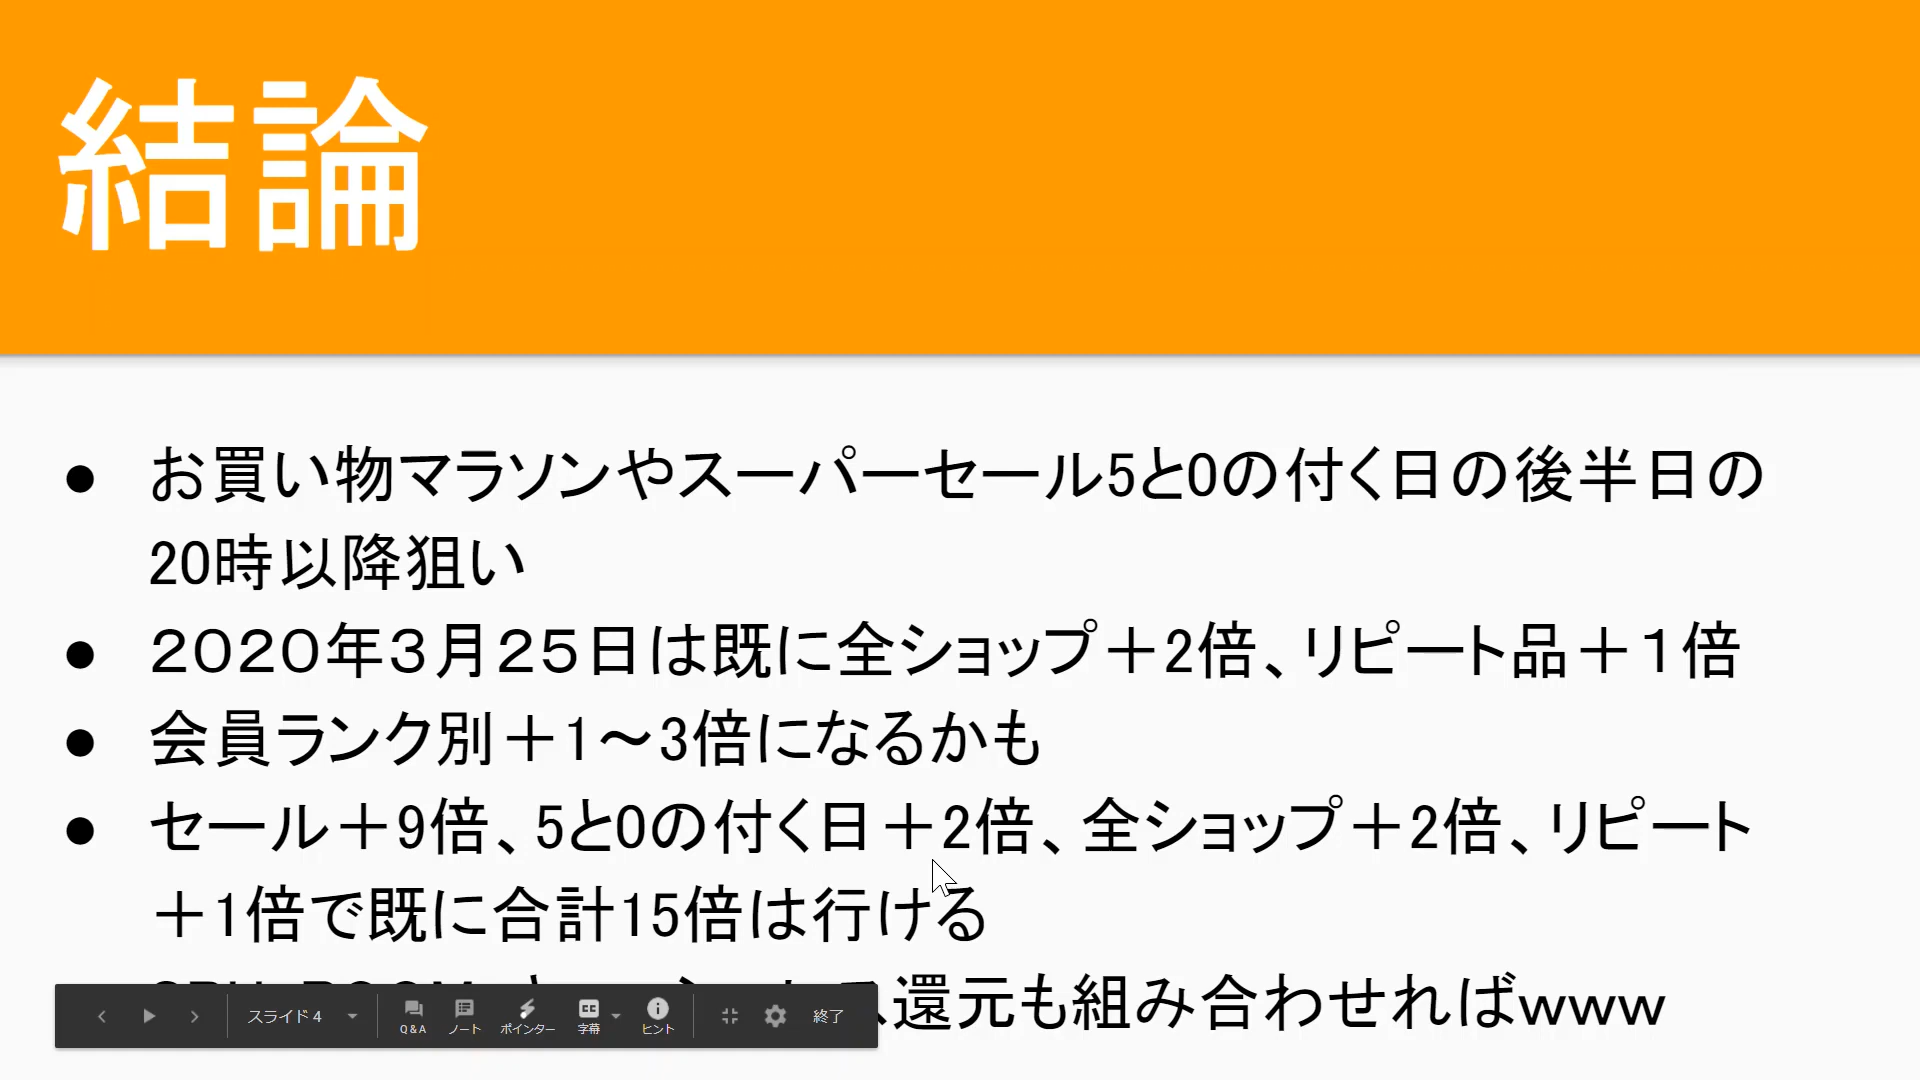 結論
● お買い物マラソンやスーパーセール5と0の付く日の後半日の
20時以降狙い
● ２０２０年３月２５日は既に全ショップ＋2倍、リピート品＋１倍
● 会員ランク別＋1～3倍になるかも
● セール＋9倍、5と0の付く日＋2倍、全ショップ＋2倍、リピート
＋1倍で既に合計15倍は行ける
還元も組み合わせればwww
スライド 4
Q&A
ノート
ポインター
字幕
ヒント
終了